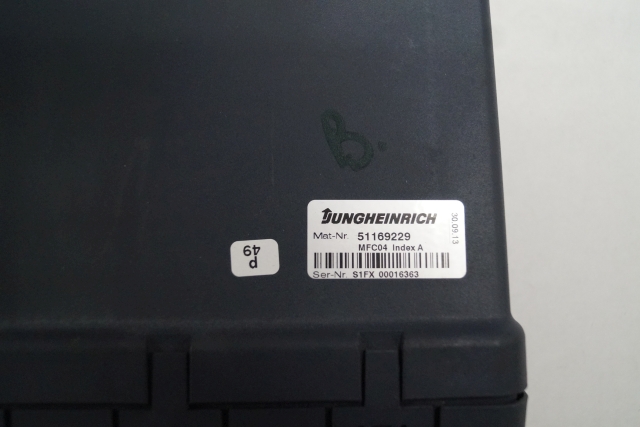 JUNGHEINRICH
Mat-Nr. 51169229
MFC04 Index A
Ser-Nr. S1FX 00016363
30.09.13
49